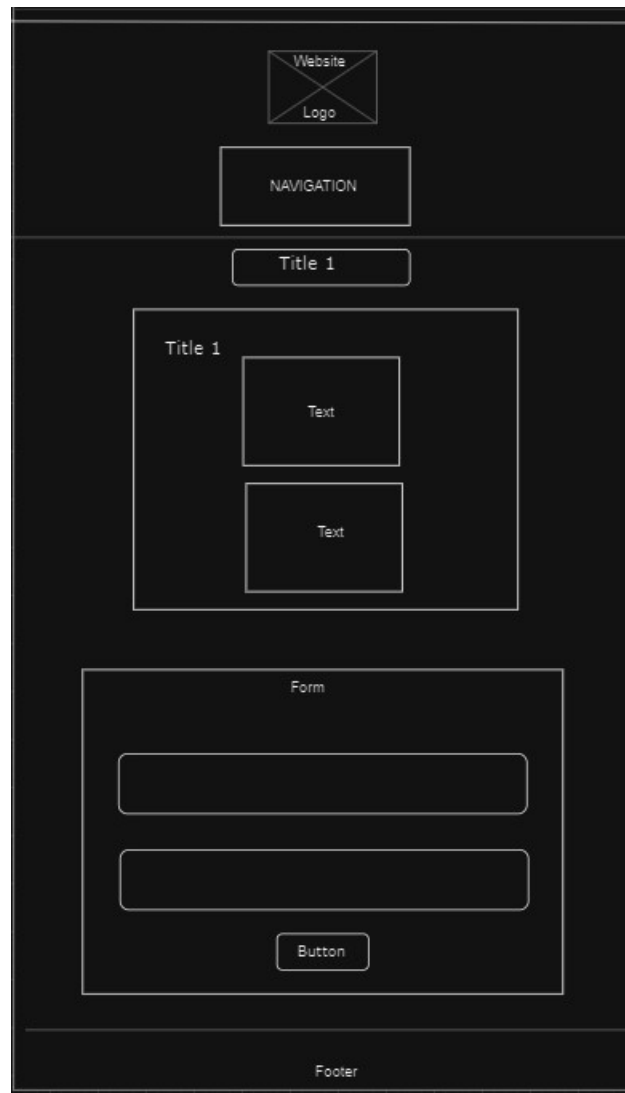 Website
Logo
NAVIGATION
Title 1
Title 1
Text
Text
Form
Button
Footer